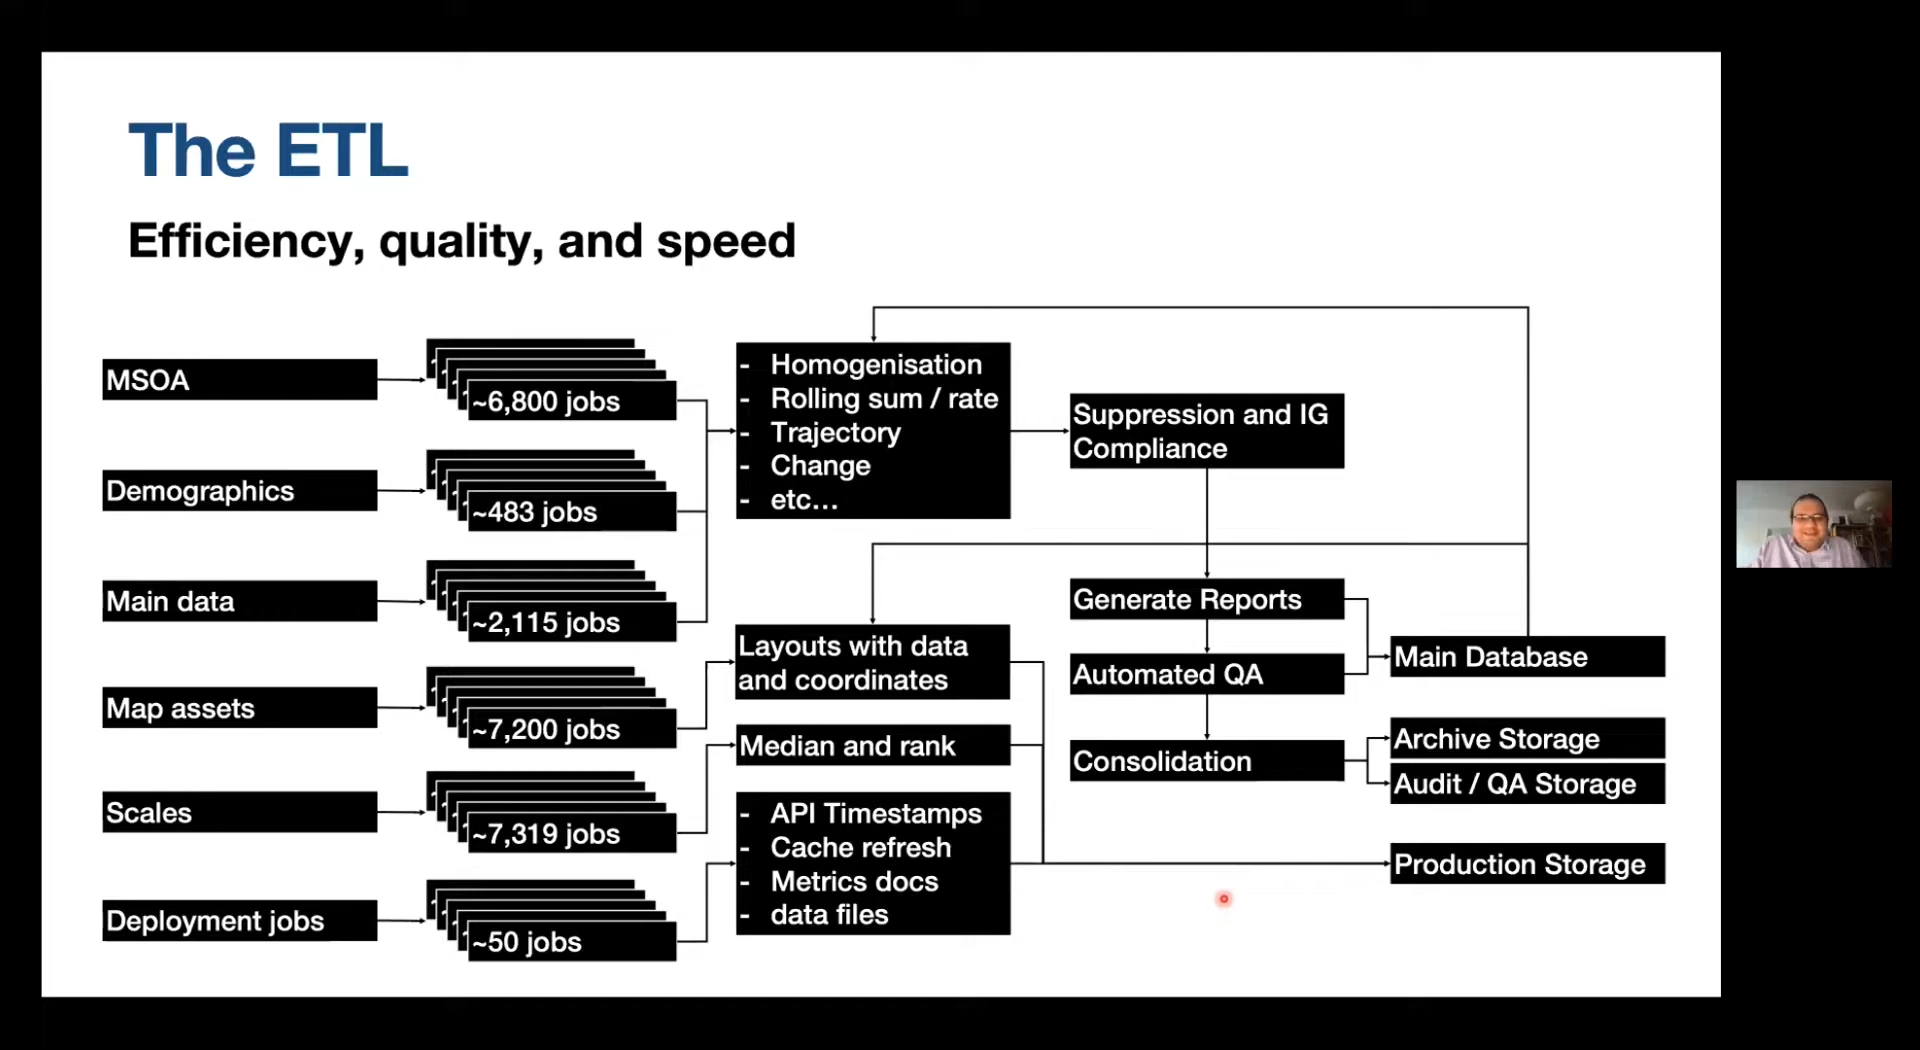 The ETL
Efficiency, quality, and speed
MSOA
~6,800 jobs
Demographics
~483 jobs
Main data
~2,115 jobs
Map assets
~7,200 jobs
Scales
~7,319 jobs
Deployment jobs
~50 jobs
- Homogenisation
- Rolling sum / rate
- Trajectory
- Change
- etc...
Layouts with data
and coordinates
Median and rank
- API Timestamps
- Cache refresh
- Metrics docs
- data files
Suppression and IG
Compliance
Generate Reports
Automated QA
Consolidation
Main Database
Archive Storage
Audit / QA Storage
Production Storage